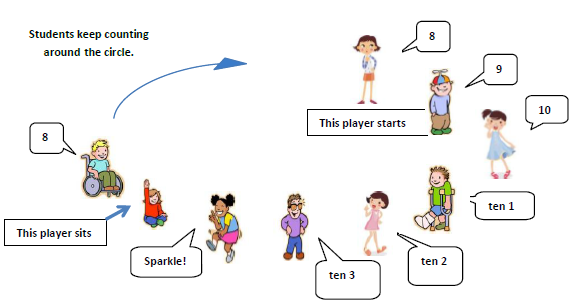 Students keep counting
around the circle.
8
9
This player starts
10
8
ten 1
This player sits
Sparkle!
ten 3
ten 2